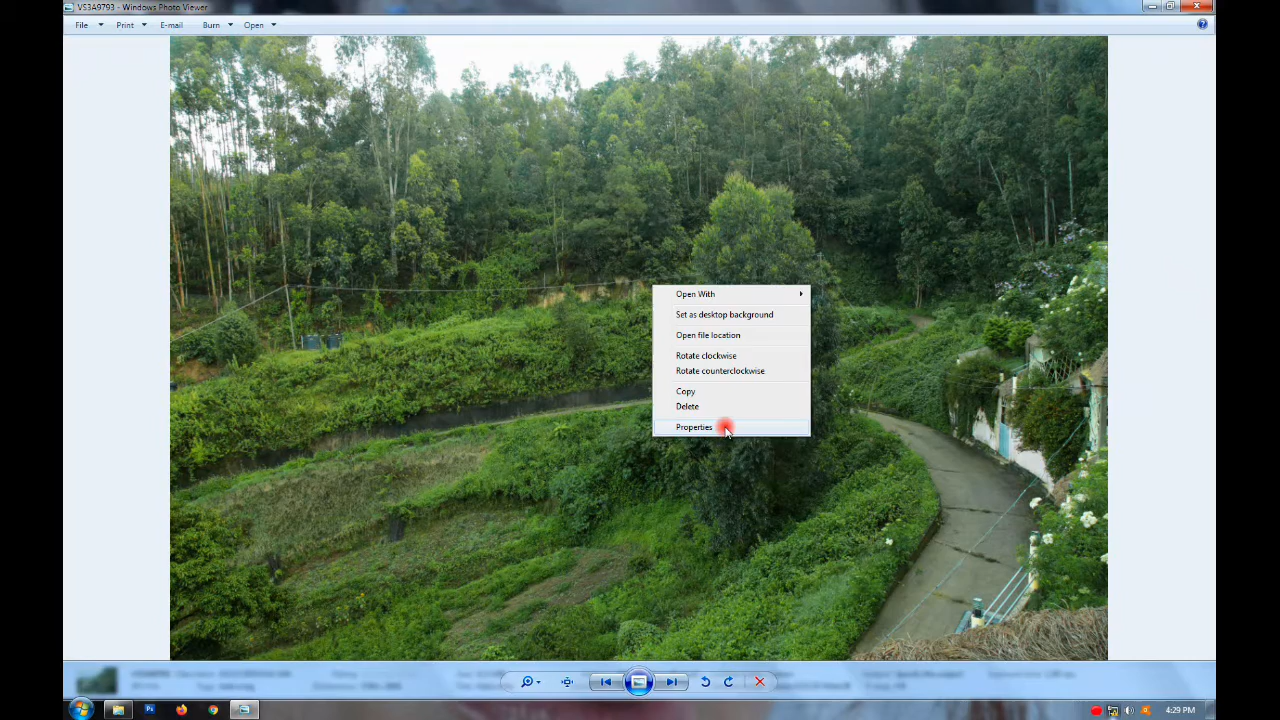 VS3A9793 - Windows Photo Viewer
File Print E-mail Burn Open
Open With
Set as desktop background
Open file location
Rotate clockwise
Rotate counterclockwise
Copy
Delete
Properties
Ps
4:29 PM